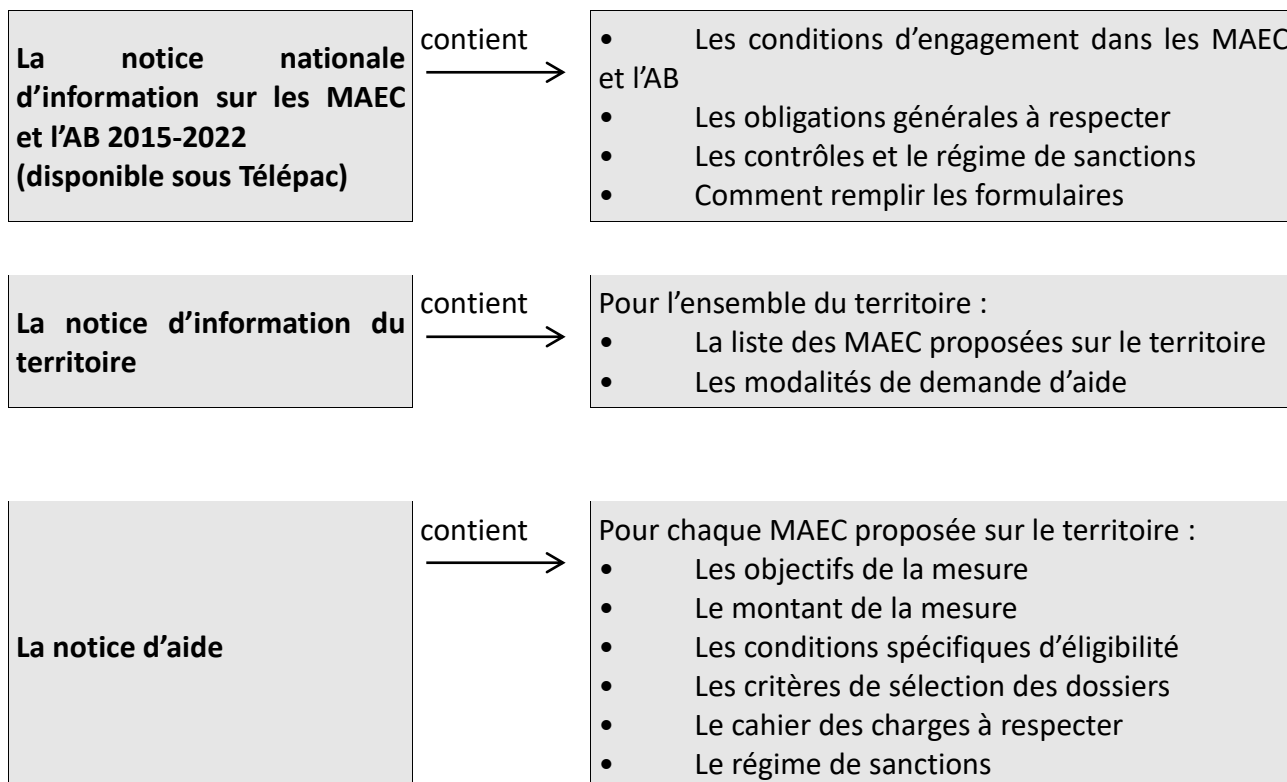 La notice nationale
d’information sur les MAEC
et l’AB 2015-2022
(disponible sous Télépac)
contient
• Les conditions d’engagement dans les MAEC
et l’AB
• Les obligations générales à respecter
• Les contrôles et le régime de sanctions
• Comment remplir les formulaires
La notice d’information du
territoire
contient
Pour l’ensemble du territoire :
• La liste des MAEC proposées sur le territoire
• Les modalités de demande d’aide
La notice d’aide
contient
Pour chaque MAEC proposée sur le territoire :
• Les objectifs de la mesure
• Le montant de la mesure
• Les conditions spécifiques d’éligibilité
• Les critères de sélection des dossiers
• Le cahier des charges à respecter
• Le régime de sanctions